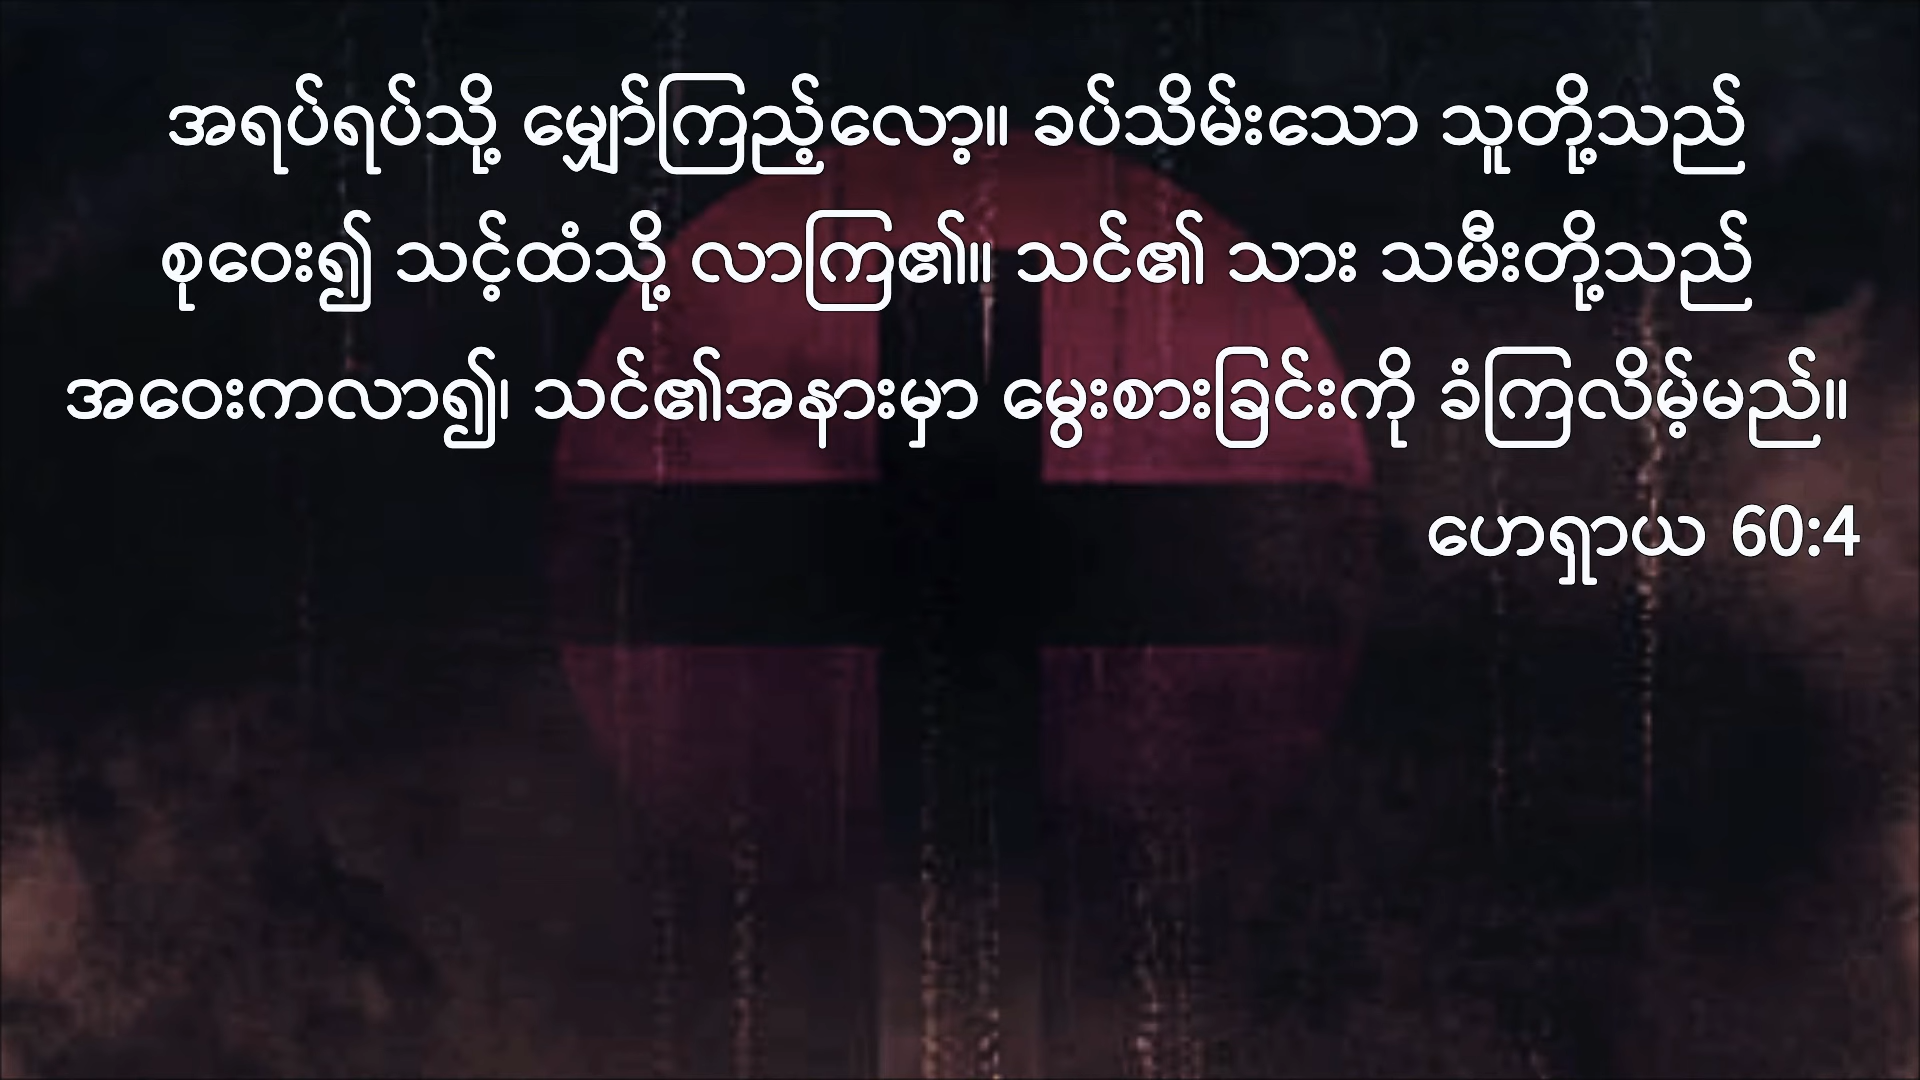 အရပ်ရပ်သို့ မျှော်ကြည့်လော့။ ခပ်သိမ်းသော သူတို့သည်
စုဝေး၍ သင့်ထံသို့ လာကြ၏။ သင်၏ သား သမီးတို့သည်
အဝေးကလာ၍၊ သင်၏အနားမှာ မွေးစားခြင်းကို ခံကြလိမ့်မည်။
ဟေရှာယ 60:4